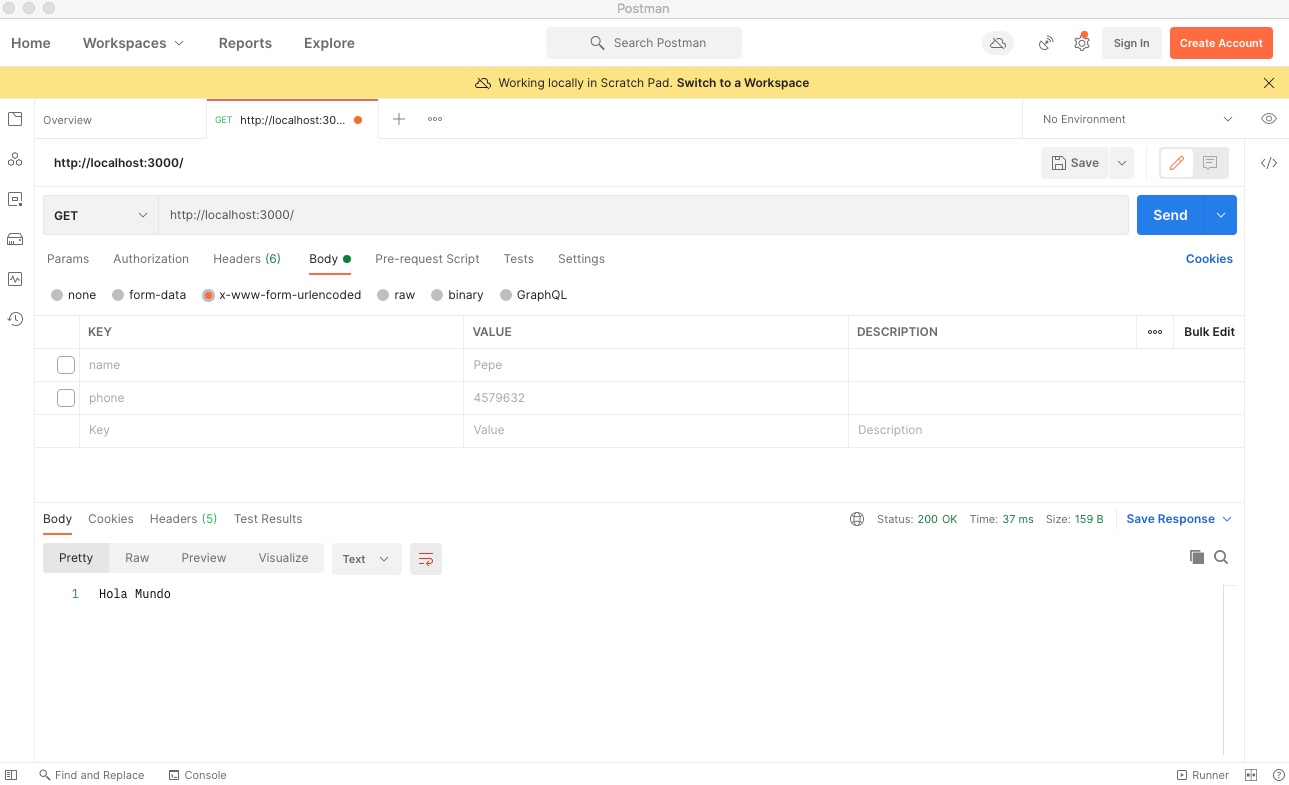 Postman
Home Workspaces Reports Explore Search Postman Sign In Create Account
Working locally in Scratch Pad. Switch to a Workspace
Overview GET http://localhost:30... No Environment
http://localhost:3000/ Save
GET http://localhost:3000/ Send
Params Authorization Headers (6) Body Pre-request Script Tests Settings Cookies
none form-data x-www-form-urlencoded raw binary GraphQL
KEY VALUE DESCRIPTION Bulk Edit
name Pepe
phone 4579632
Key Value Description
Body Cookies Headers (5) Test Results Status: 200 OK Time: 37 ms Size: 159 B Save Response
Pretty Raw Preview Visualize Text
1 Hola Mundo
Find and Replace Console Runner